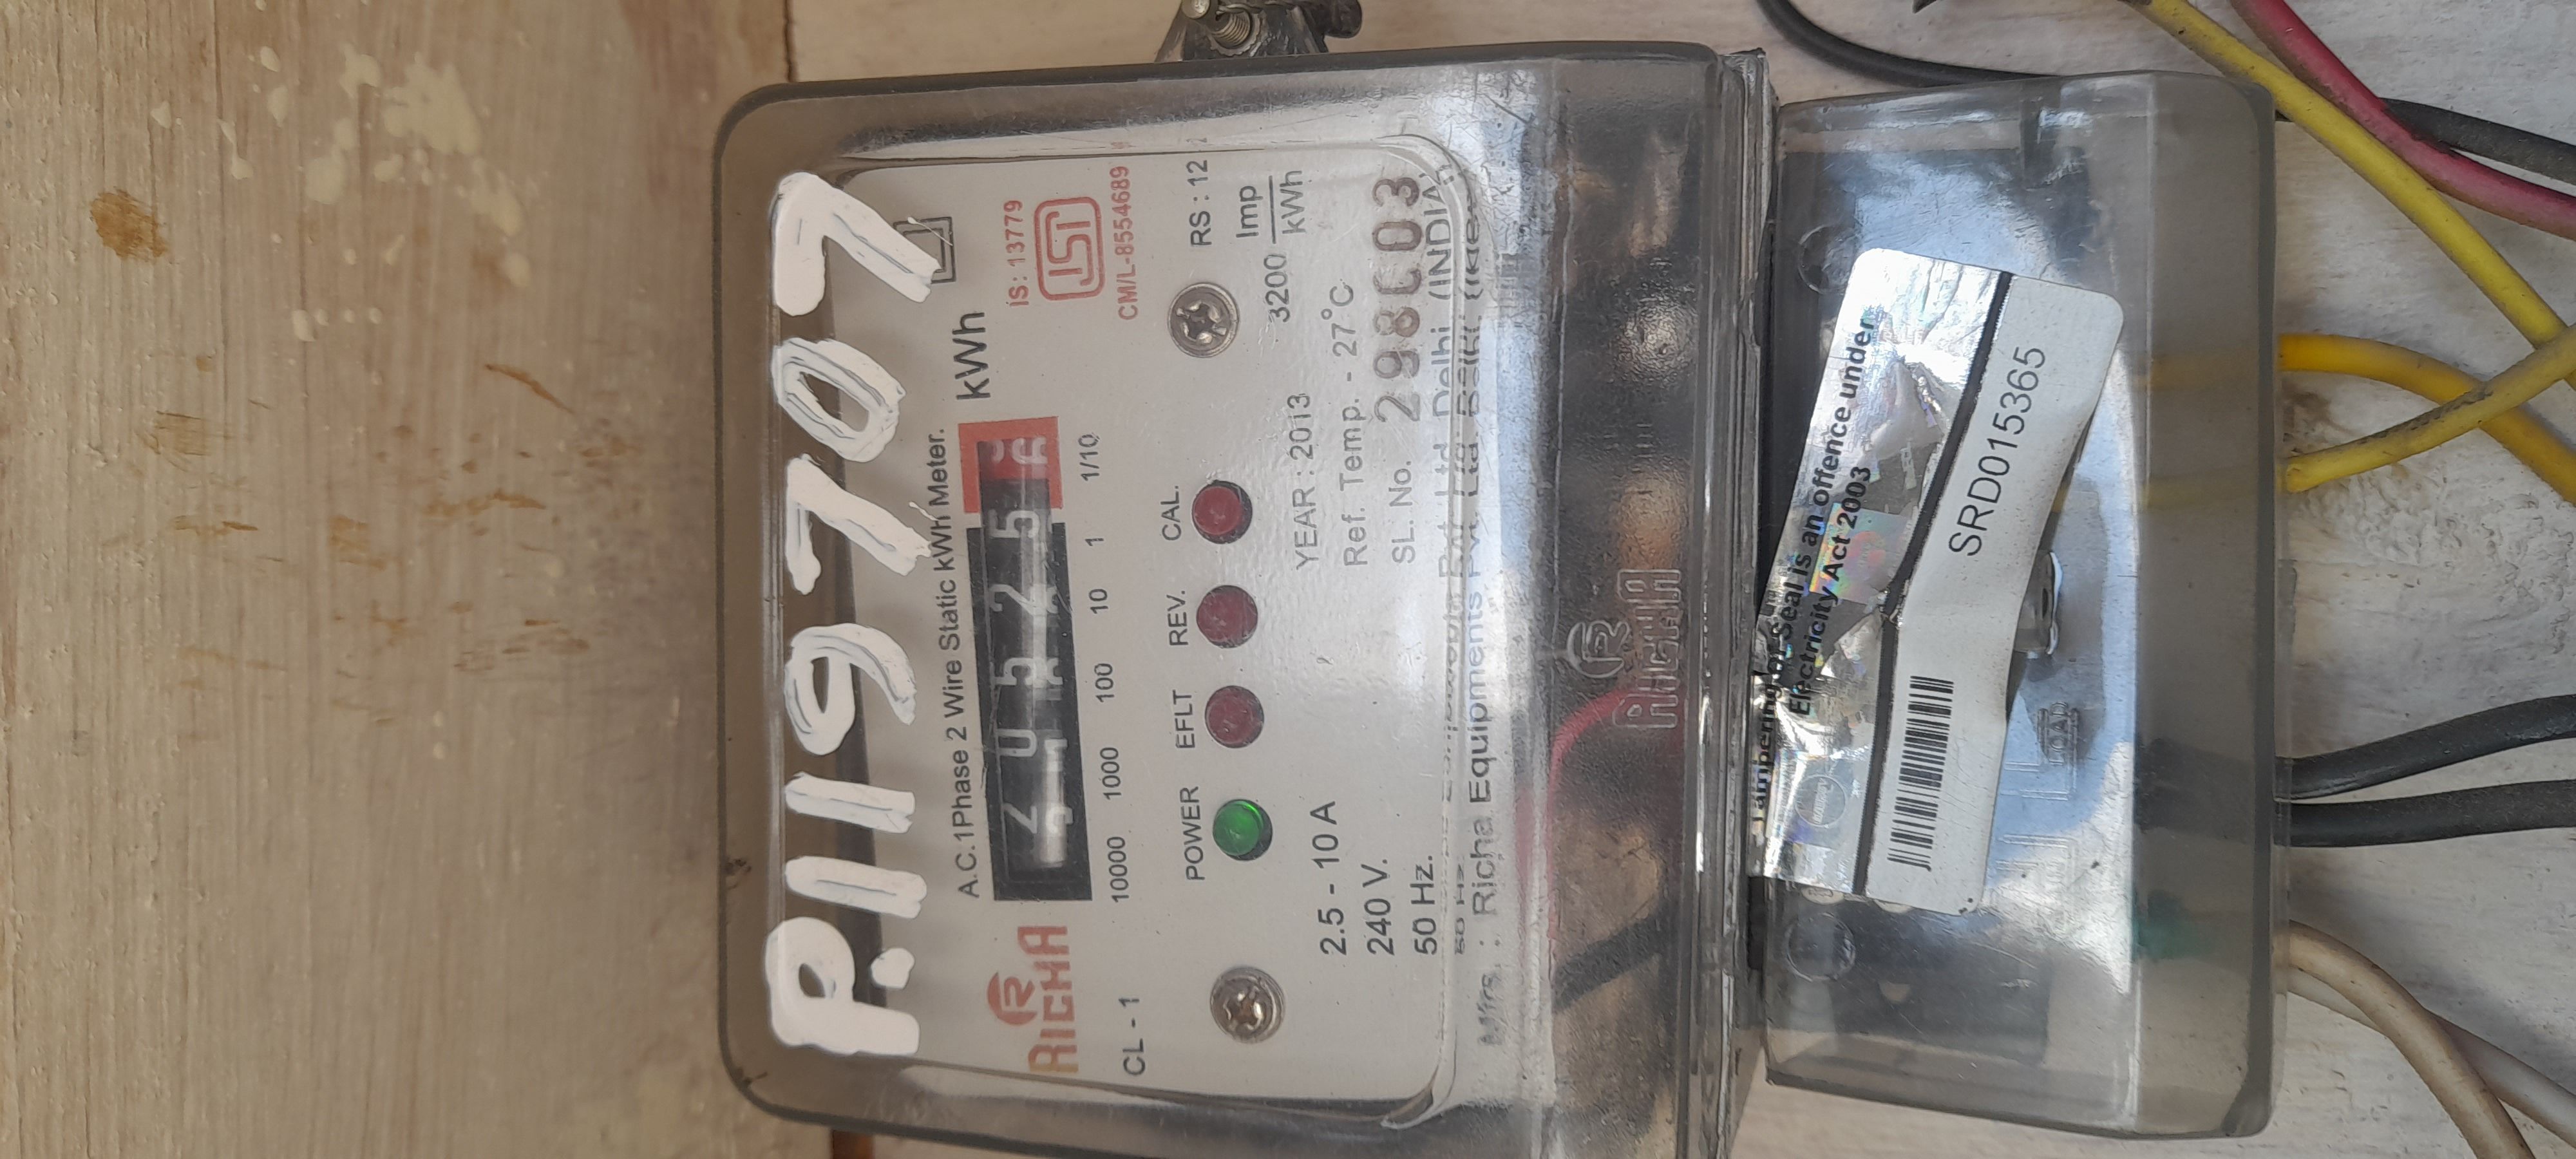 P.119707
A.C.1Phase 2 Wire Static kWh Meter.
RICHA
20525
kWh
10000 1000 100 10 1 1/10
IS : 13779
CM/L-8554689
CL - 1
POWER EFLT REV. CAL.
RS : 12
3200 Imp
kWh
2.5 - 10 A
240 V.
50 Hz.
YEAR : 2013
Ref. Temp. - 27°C
SL. No.
Mfrs. : Richa Equipments Pvt. Ltd. Delhi (INDIA)
RICHA
Tampering of Seal is an offence under
Electricity Act 2003
SRD015365